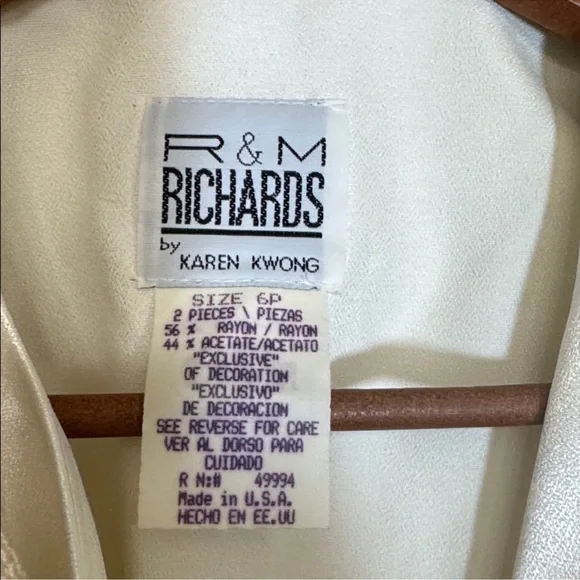 R & M
RICHARDS
by
KAREN KWONG
SIZE 6P
2 PIECES \ PIEZAS
56 % RAYON / RAYON
44 % ACETATE/ACETATO
"EXCLUSIVE"
OF DECORATION
"EXCLUSIVO"
DE DECORACION
SEE REVERSE FOR CARE
VER AL DORSO PARA
CUIDADO
R N:# 49994
Made in U.S.A.
HECHO EN EE.UU